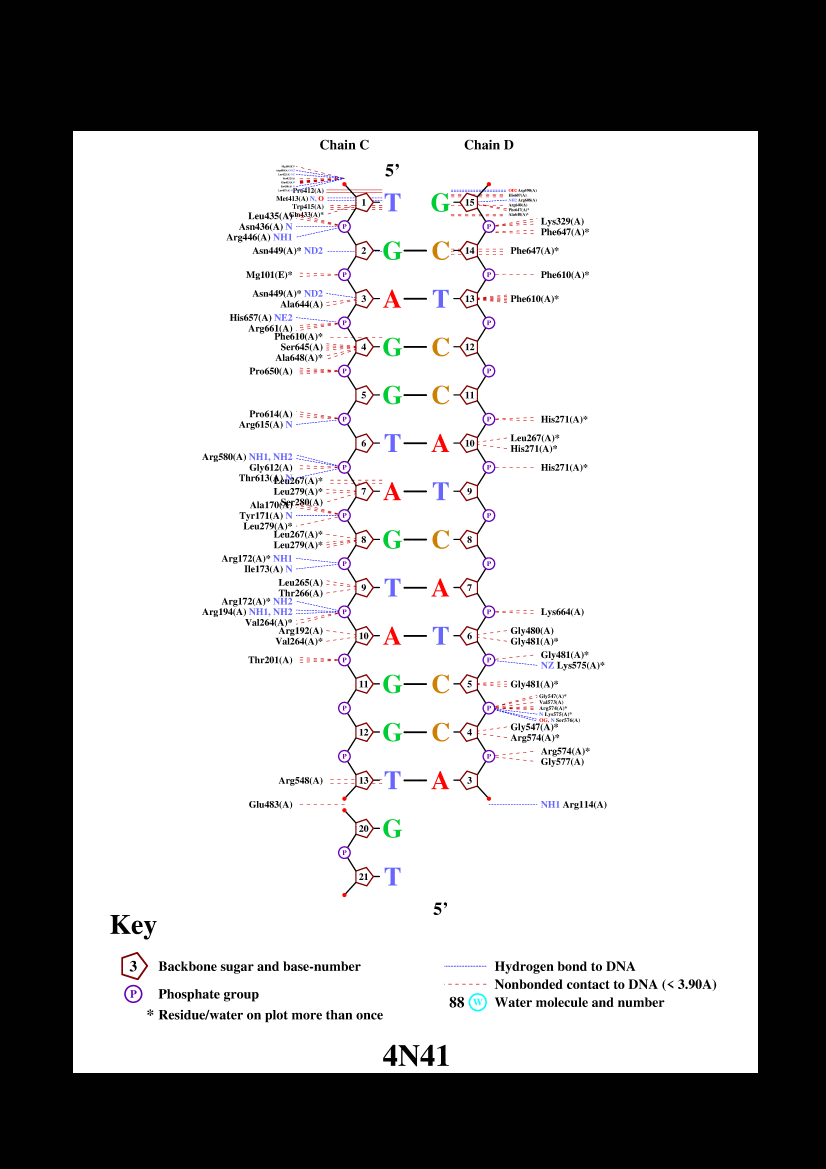 Chain C Chain D
5’
Pro412(A)
Met413(A) N, O
Trp415(A)
Gln433(A)*
Leu435(A)
Asn436(A) N
Arg446(A) NH1
1 T G 15
P P
Lys329(A)
Phe647(A)*
Asn449(A)* ND2 2 G C 14 Phe647(A)*
Mg101(E)* P P Phe610(A)*
Asn449(A)* ND2
Ala644(A)
3 A T 13 Phe610(A)*
His657(A) NE2
Arg661(A)
P P
Phe610(A)*
Ser645(A)
Ala648(A)*
4 G C 12
Pro650(A) P P
5 G C 11
Pro614(A)
Arg615(A) N
P P His271(A)*
6 T A 10
Leu267(A)*
His271(A)*
Arg580(A) NH1, NH2
Gly612(A)
Thr613(A) N
P P His271(A)*
Leu267(A)*
Leu279(A)*
Ser280(A)
7 A T 9
Ala170(A)
Tyr171(A) N
Leu279(A)*
P P
Leu267(A)*
Leu279(A)*
8 G C 8
Arg172(A)* NH1
Ile173(A) N
P P
Leu265(A)
Thr266(A)
9 T A 7
Arg172(A)* NH2
Arg194(A) NH1, NH2
Val264(A)*
P P Lys664(A)
Arg192(A)
Val264(A)*
10 A T 6
Gly480(A)
Gly481(A)*
Thr201(A) P P
Gly481(A)*
NZ Lys575(A)*
11 G C 5 Gly481(A)*
P P
Gly547(A)*
Val573(A)
Arg574(A)*
N Lys575(A)*
OG, N Ser576(A)
12 G C 4
Gly547(A)*
Arg574(A)*
P P
Arg574(A)*
Gly577(A)
Arg548(A) 13 T A 3
Glu483(A) NH1 Arg114(A)
20 G
P
21 T
5’
Key
3 Backbone sugar and base-number
P Phosphate group
* Residue/water on plot more than once
Hydrogen bond to DNA
Nonbonded contact to DNA (< 3.90A)
88 W Water molecule and number
4N41